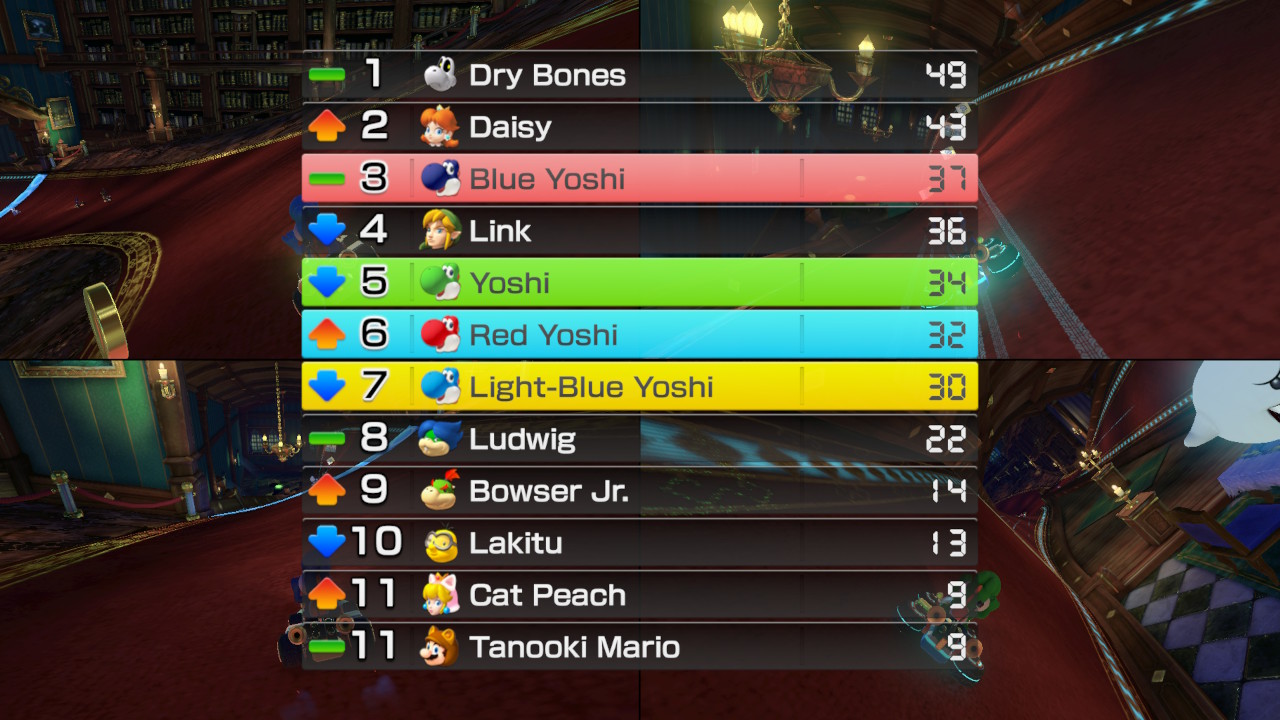 1 Dry Bones 49
2 Daisy 43
3 Blue Yoshi 37
4 Link 36
5 Yoshi 34
6 Red Yoshi 32
7 Light-Blue Yoshi 30
8 Ludwig 22
9 Bowser Jr. 14
10 Lakitu 13
11 Cat Peach 9
11 Tanooki Mario 9